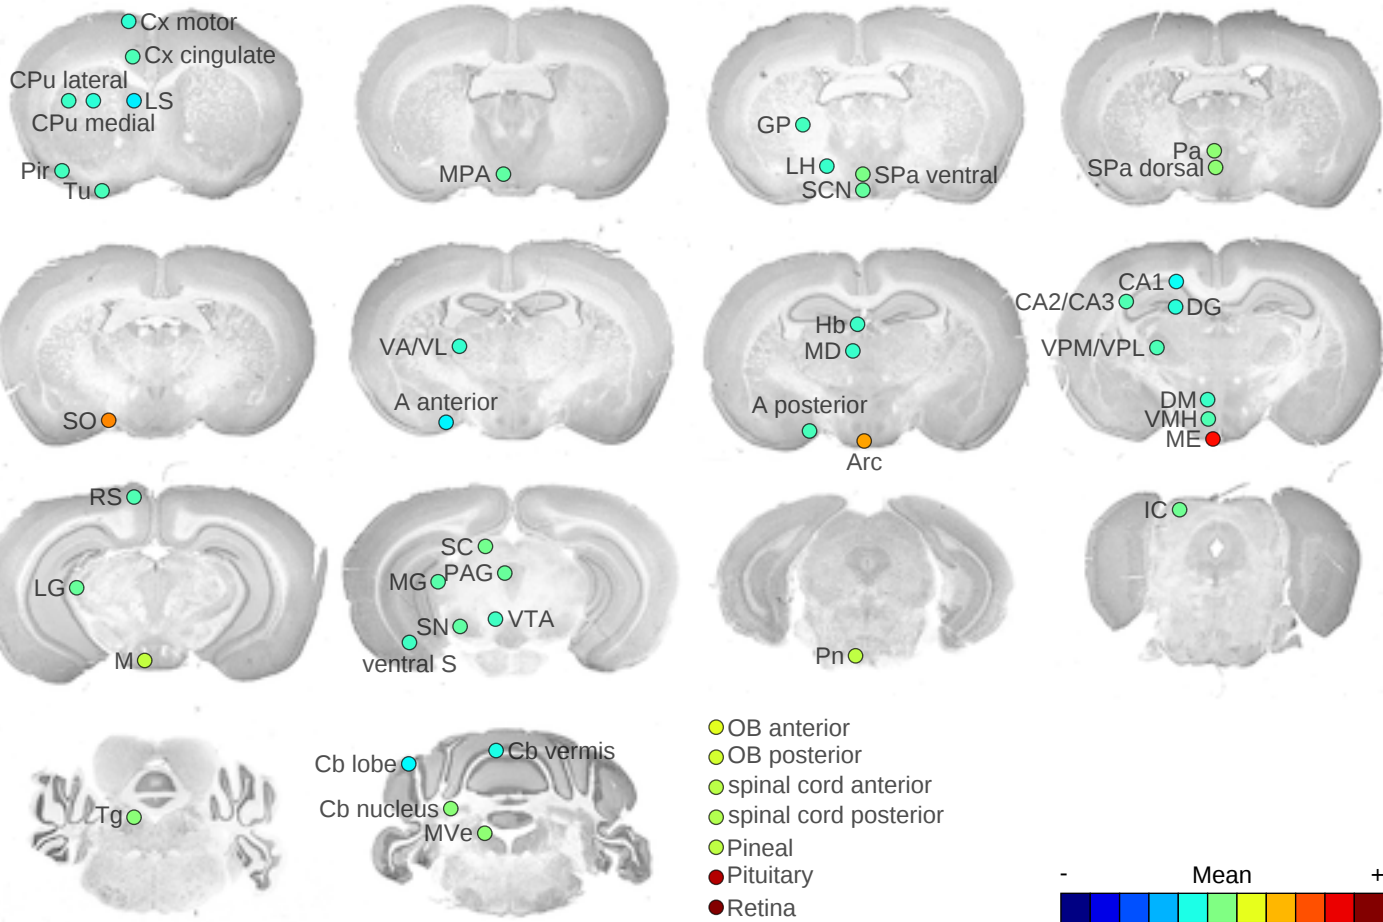 Cx motor
Cx cingulate
CPu lateral
LS
CPu medial
Pir
Tu
MPA
GP
LH
SPa ventral
SCN
Pa
SPa dorsal
SO
VA/VL
A anterior
Hb
MD
A posterior
Arc
CA1
CA2/CA3
DG
VPM/VPL
DM
VMH
ME
RS
LG
M
SC
MG
PAG
SN
VTA
ventral S
Pn
IC
Tg
Cb lobe
Cb vermis
Cb nucleus
MVe
OB anterior
OB posterior
spinal cord anterior
spinal cord posterior
Pineal
Pituitary
Retina
- Mean +